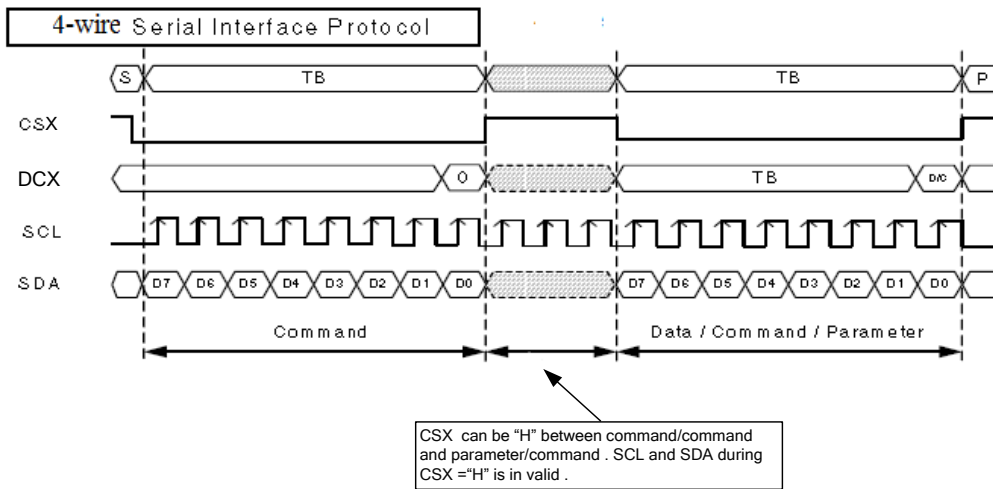 4-wire Serial Interface Protocol
S TB TB P
CSX
DCX O TB D/C
SCL
SDA D7 D6 D5 D4 D3 D2 D1 D0 D7 D6 D5 D4 D3 D2 D1 D0
Command Data / Command / Parameter
CSX can be “H” between command/command
and parameter/command . SCL and SDA during
CSX =“H” is in valid .